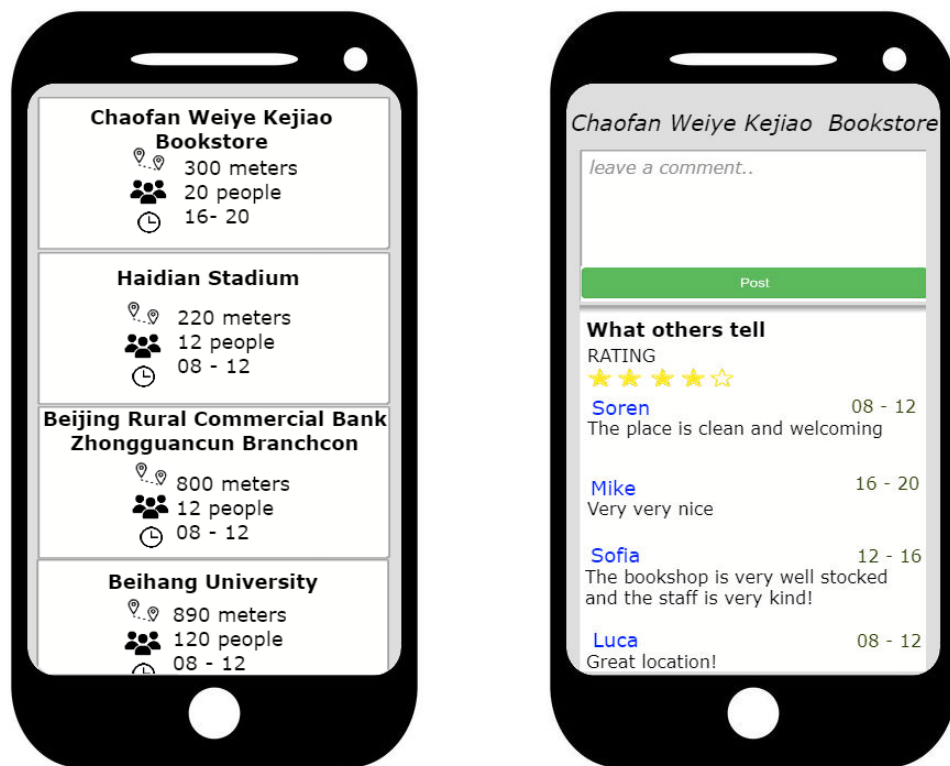 Chaofan Weiye Kejiao
Bookstore
300 meters
20 people
16- 20
Haidian Stadium
220 meters
12 people
08 - 12
Beijing Rural Commercial Bank
Zhongguancun Branchcon
800 meters
12 people
08 - 12
Beihang University
890 meters
120 people
08 - 12
Chaofan Weiye Kejiao Bookstore
leave a comment..
Post
What others tell
RATING
Soren 08 - 12
The place is clean and welcoming
Mike 16 - 20
Very very nice
Sofia 12 - 16
The bookshop is very well stocked
and the staff is very kind!
Luca 08 - 12
Great location!